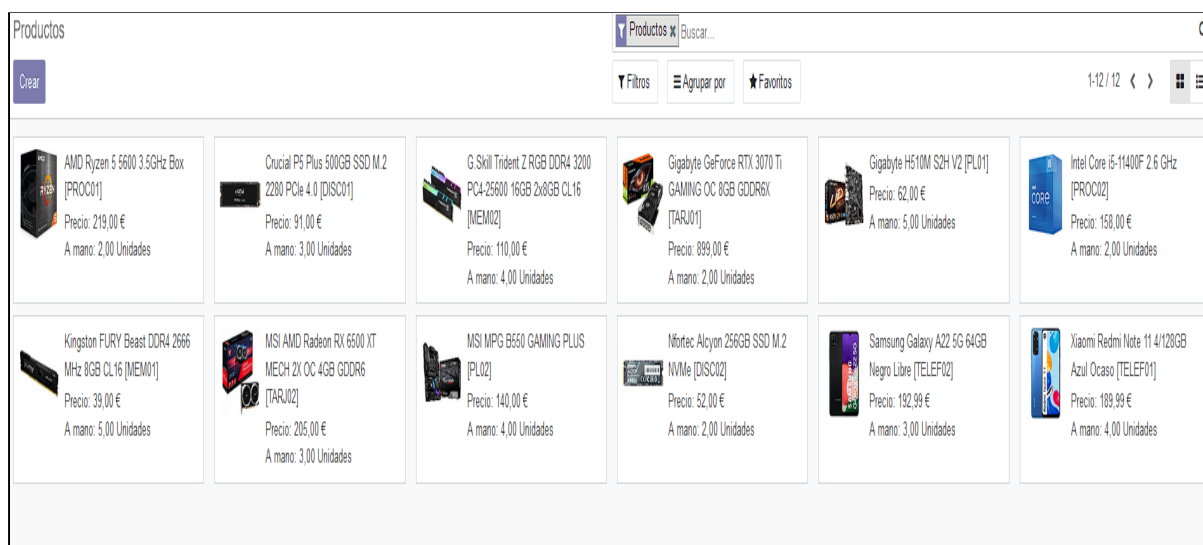 Productos
Productos x Buscar...
Crear
Filtros
Agrupar por
Favoritos
1-12 / 12
AMD Ryzen 5 5600 3.5GHz Box
[PROC01]
Precio: 219,00 €
A mano: 2,00 Unidades
Crucial P5 Plus 500GB SSD M.2
2280 PCIe 4.0 [DISC01]
Precio: 91,00 €
A mano: 3,00 Unidades
G.Skill Trident Z RGB DDR4 3200
PC4-25600 16GB 2x8GB CL16
[MEM02]
Precio: 110,00 €
A mano: 4,00 Unidades
Gigabyte GeForce RTX 3070 Ti
GAMING OC 8GB GDDR6X
[TARJ01]
Precio: 899,00 €
A mano: 2,00 Unidades
Gigabyte H510M S2H V2 [PL01]
Precio: 62,00 €
A mano: 5,00 Unidades
Intel Core i5-11400F 2.6 GHz
[PROC02]
Precio: 158,00 €
A mano: 2,00 Unidades
Kingston FURY Beast DDR4 2666
MHz 8GB CL16 [MEM01]
Precio: 39,00 €
A mano: 5,00 Unidades
MSI AMD Radeon RX 6500 XT
MECH 2X OC 4GB GDDR6
[TARJ02]
Precio: 205,00 €
A mano: 3,00 Unidades
MSI MPG B550 GAMING PLUS
[PL02]
Precio: 140,00 €
A mano: 4,00 Unidades
Nfortec Alcyon 256GB SSD M.2
NVMe [DISC02]
Precio: 52,00 €
A mano: 2,00 Unidades
Samsung Galaxy A22 5G 64GB
Negro Libre [TELEF02]
Precio: 192,99 €
A mano: 3,00 Unidades
Xiaomi Redmi Note 11 4/128GB
Azul Ocaso [TELEF01]
Precio: 189,99 €
A mano: 4,00 Unidades